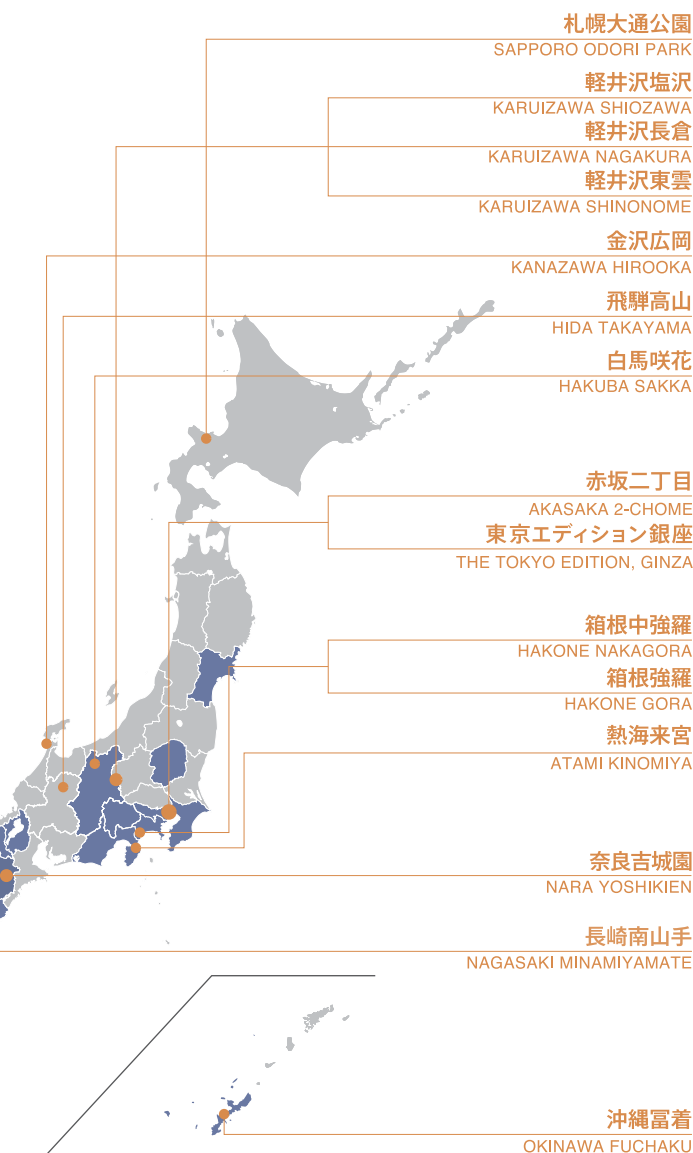 札幌大通公園
SAPPORO ODORI PARK
軽井沢塩沢
KARUIZAWA SHIOZAWA
軽井沢長倉
KARUIZAWA NAGAKURA
軽井沢東雲
KARUIZAWA SHINONOME
金沢広岡
KANAZAWA HIROOKA
飛騨高山
HIDA TAKAYAMA
白馬咲花
HAKUBA SAKKA
赤坂二丁目
AKASAKA 2-CHOME
東京エディション銀座
THE TOKYO EDITION, GINZA
箱根中強羅
HAKONE NAKAGORA
箱根強羅
HAKONE GORA
熱海来宮
ATAMI KINOMIYA
奈良吉城園
NARA YOSHIKIEN
長崎南山手
NAGASAKI MINAMIYAMATE
沖縄冨着
OKINAWA FUCHAKU